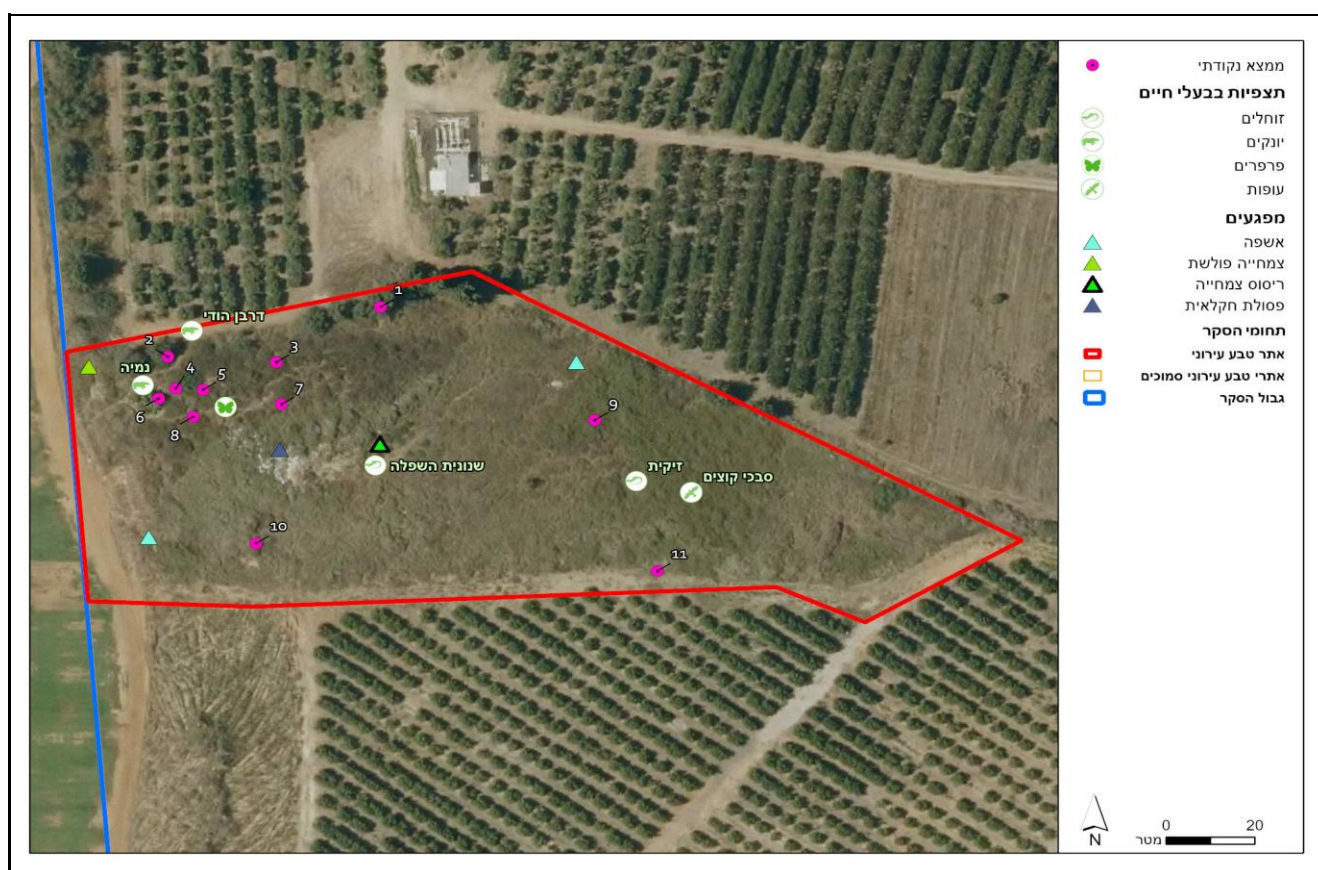 ממצא נקודתי
תצפיות בבעלי חיים
זוחלים
יונקים
פרפרים
עופות
מפגעים
אשפה
צמחייה פולשת
ריסוס צמחייה
פסולת חקלאית
תחומי הסקר
אתר טבע עירוני
אתרי טבע עירוני סמוכים
גבול הסקר
N
0 20
מטר
1
דרבן הודי
2
3
נמיה
4
5
6
7
8
9
שנונית השפלה
זיקית
סבכי קוצים
10
11